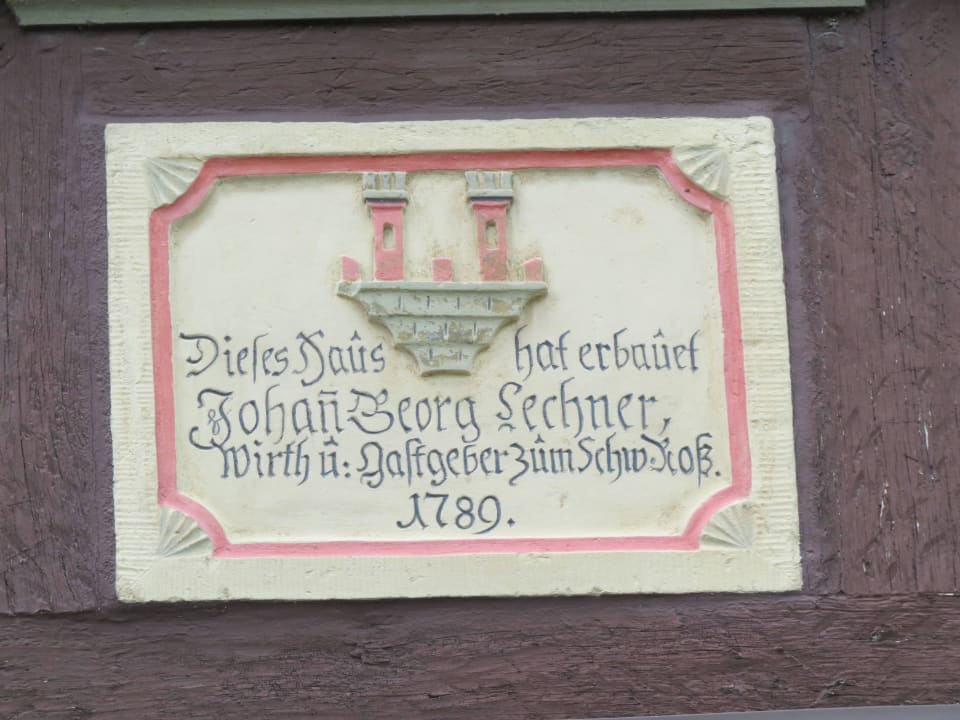 Dieſes Haûs hat erbaûet
Johañ Georg Lechner,
Wirth û: Gaſtgeber zûm Schw. Roß.
1789.